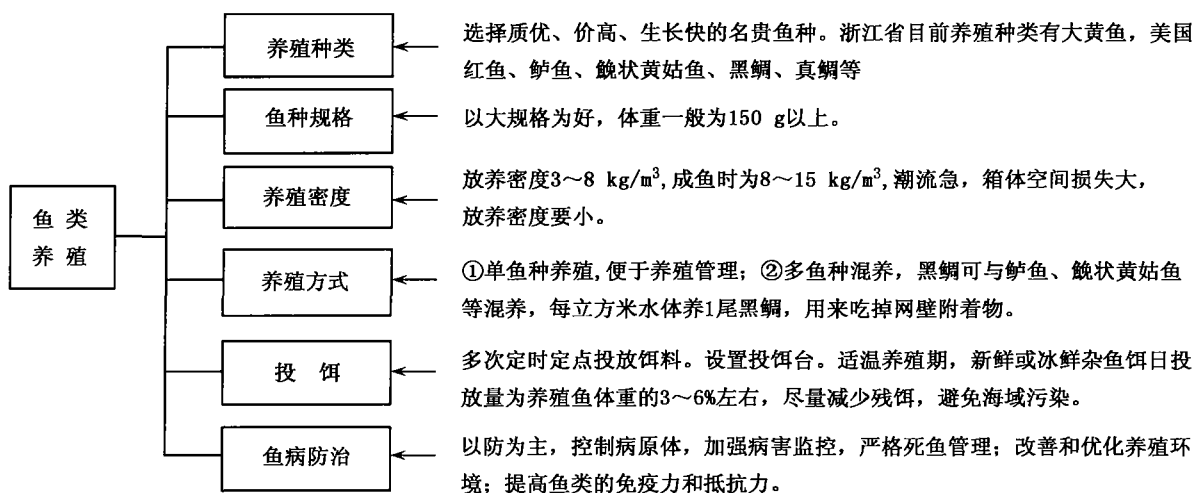 鱼类
养殖
养殖种类
选择质优、价高、生长快的名贵鱼种。浙江省目前养殖种类有大黄鱼，美国
红鱼、鲈鱼、鮸状黄姑鱼、黑鲷、真鲷等
鱼种规格
以大规格为好，体重一般为150 g以上。
养殖密度
放养密度3～8 kg/m³,成鱼时为8～15 kg/m³,潮流急，箱体空间损失大，
放养密度要小。
养殖方式
①单鱼种养殖,便于养殖管理；②多鱼种混养，黑鲷可与鲈鱼、鮸状黄姑鱼
等混养，每立方米水体养1尾黑鲷，用来吃掉网壁附着物。
投饵
多次定时定点投放饵料。设置投饵台。适温养殖期，新鲜或冰鲜杂鱼饵日投
放量为养殖鱼体重的3～6%左右，尽量减少残饵，避免海域污染。
鱼病防治
以防为主，控制病原体，加强病害监控，严格死鱼管理；改善和优化养殖环
境；提高鱼类的免疫力和抵抗力。